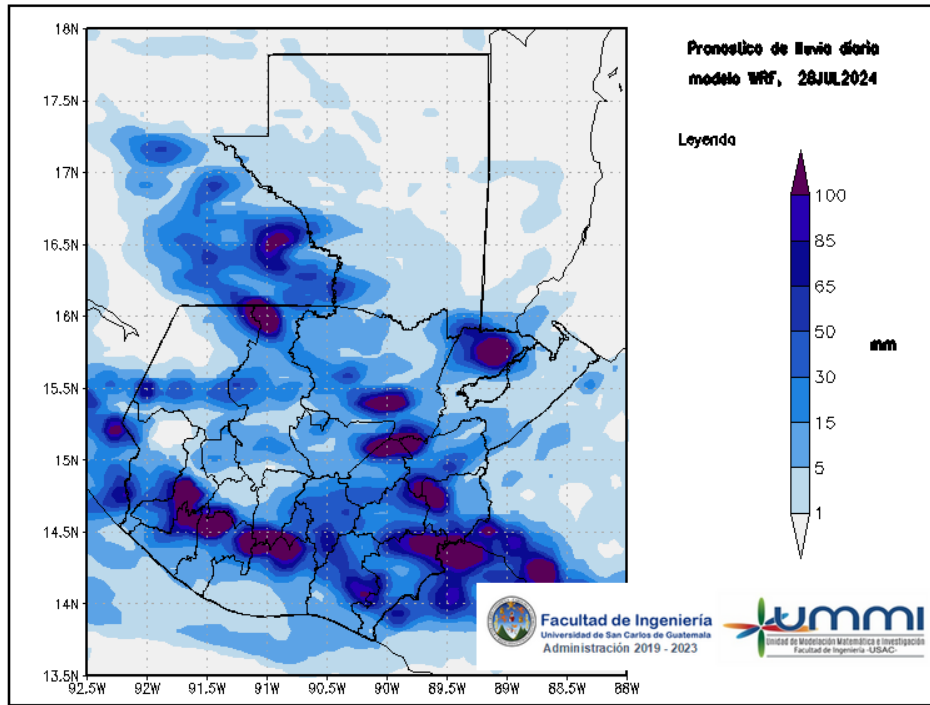 Pronostico de lluvia diaria
modelo WRF, 28JUL2024
Leyenda
100
85
65
50
30
15
5
1
mm
18N
17.5N
17N
16.5N
16N
15.5N
15N
14.5N
14N
13.5N
92.5W 92W 91.5W 91W 90.5W 90W 89.5W 89W 88.5W 88W
Facultad de Ingeniería
Universidad de San Carlos de Guatemala
Administración 2019 - 2023
UMMI
Unidad de Modelación Matemática e Investigación
Facultad de Ingeniería -USAC-